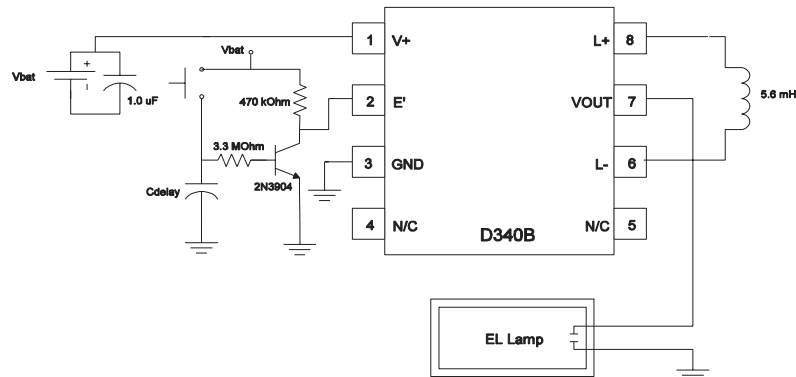 1 V+ L+ 8
Vbat
+
Vbat
1.0 uF
470 kOhm
2 E' VOUT 7
5.6 mH
3.3 MOhm
3 GND L- 6
2N3904
Cdelay
4 N/C N/C 5
D340B
EL Lamp